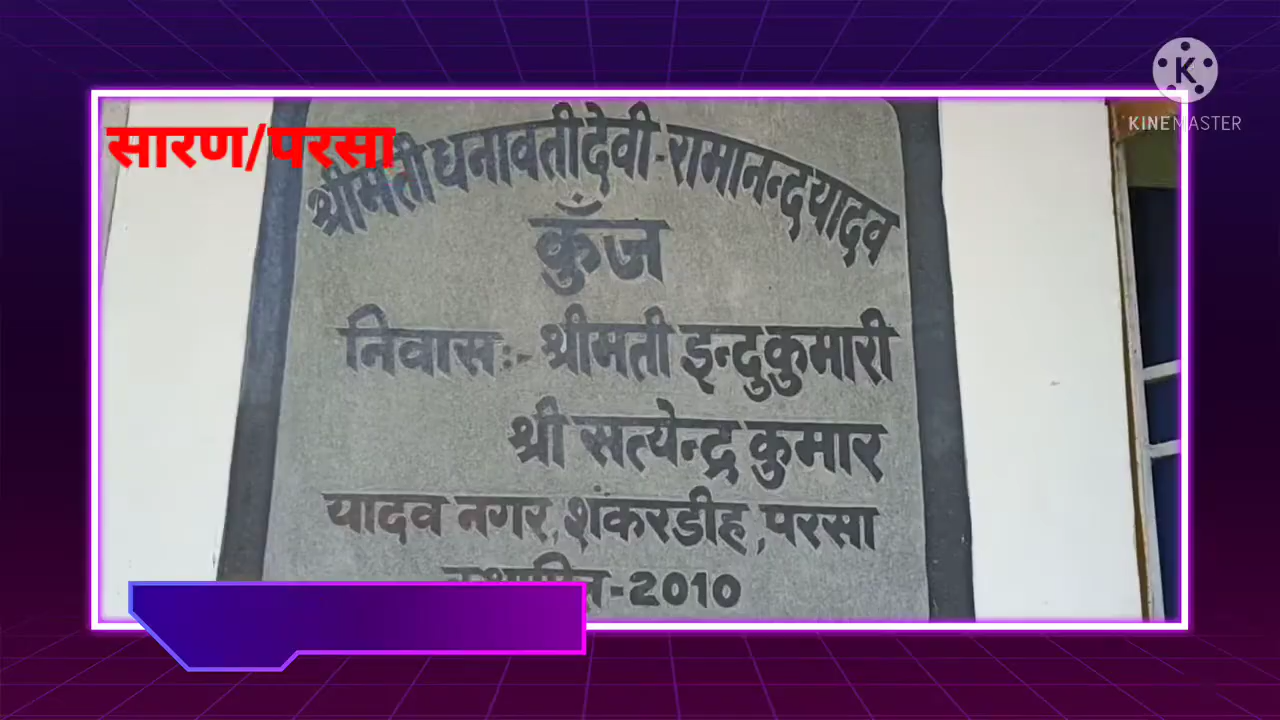 सारण/परसा
KINEMASTER
श्रीमती धनावती देवी-रामानन्द यादव
कुँज
निवास:- श्रीमती इन्दु कुमारी
श्री सत्येन्द्र कुमार
यादव नगर, शंकरडीह, परसा
-2010